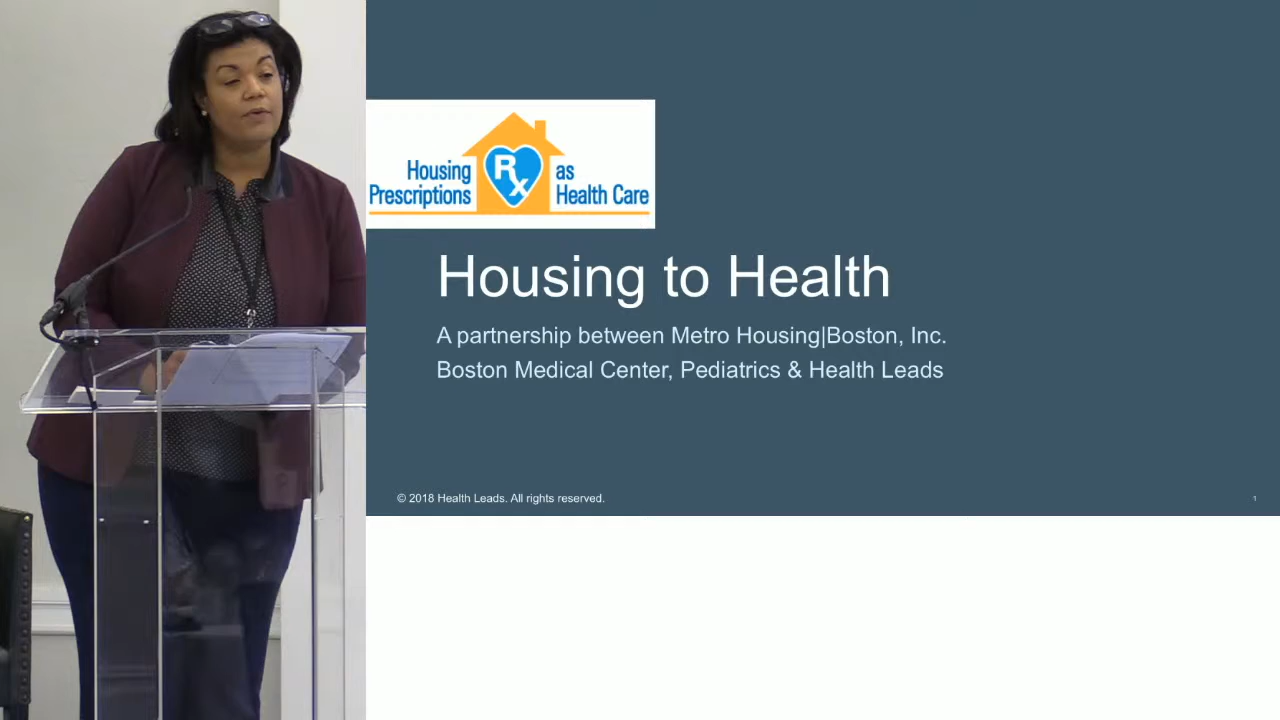 Housing Rx as
Prescriptions Health Care
Housing to Health
A partnership between Metro Housing|Boston, Inc.
Boston Medical Center, Pediatrics & Health Leads
© 2018 Health Leads. All rights reserved.
1